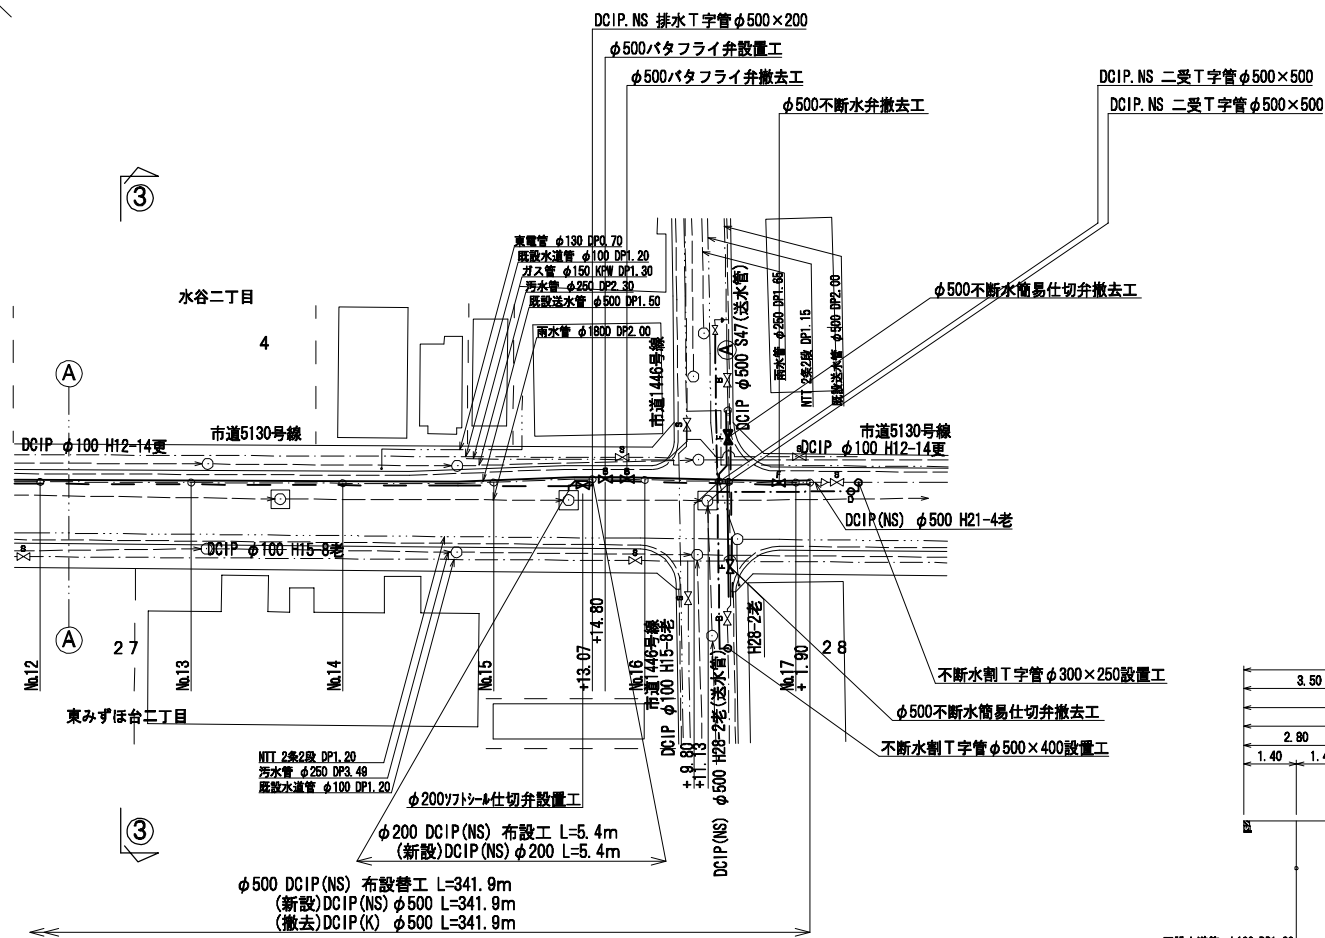 DCIP.NS 排水T字管φ500×200
φ500バタフライ弁設置工
φ500バタフライ弁撤去工
φ500不断水弁撤去工
DCIP.NS 二受T字管φ500×500
DCIP.NS 二受T字管φ500×500
③
東電管 φ130 DP0.70
既設水道管 φ100 DP1.20
ガス管 φ150 KPW DP1.30
汚水管 φ250 DP2.30
既設送水管 φ500 DP1.50
雨水管 φ1800 DP2.00
水谷二丁目
4
市道1446号線
DCIP φ500 S47(送水管)
A
雨水管 φ250 DP1.65
NTT 2条2段 DP1.15
既設送水管 φ500 DP2.00
φ500不断水簡易仕切弁撤去工
A
DCIP φ100 H12-14更
市道5130号線
市道5130号線
DCIP φ100 H12-14更
DCIP(NS) φ500 H21-4老
DCIP φ100 H15-8老
A
27
28
No.12
No.13
No.14
No.15
+13.07
+14.80
No.16
市道1446号線
DCIP φ100 H15-8老
+ 9.80
+11.13
DCIP(NS) φ500 H28-2老(送水管)
H28-2老
No.17
+ 1.90
東みずほ台二丁目
不断水割T字管φ300×250設置工
φ500不断水簡易仕切弁撤去工
不断水割T字管φ500×400設置工
NTT 2条2段 DP1.20
汚水管 φ250 DP3.49
既設水道管 φ100 DP1.20
φ200ソフトシール仕切弁設置工
③
φ200 DCIP(NS) 布設工 L=5.4m
(新設)DCIP(NS)φ200 L=5.4m
φ500 DCIP(NS) 布設替工 L=341.9m
(新設)DCIP(NS)φ500 L=341.9m
(撤去)DCIP(K) φ500 L=341.9m
3.50
2.80
1.40